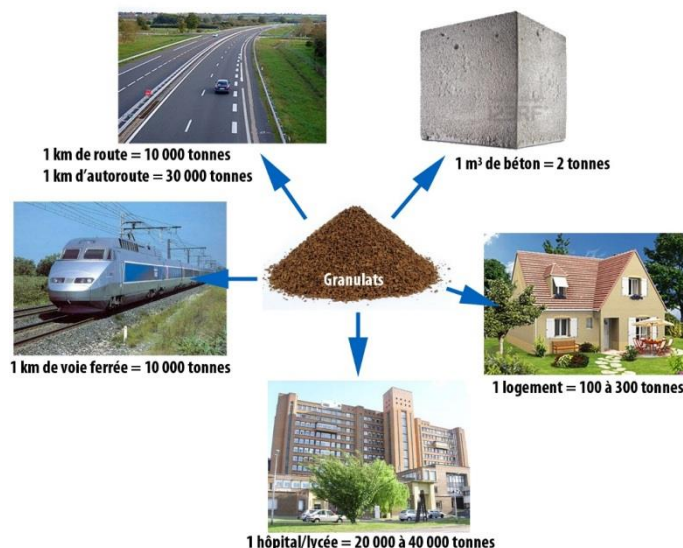 1 km de route = 10 000 tonnes
1 km d'autoroute = 30 000 tonnes
1 m³ de béton = 2 tonnes
Granulats
1 km de voie ferrée = 10 000 tonnes
1 logement = 100 à 300 tonnes
1 hôpital/lycée = 20 000 à 40 000 tonnes